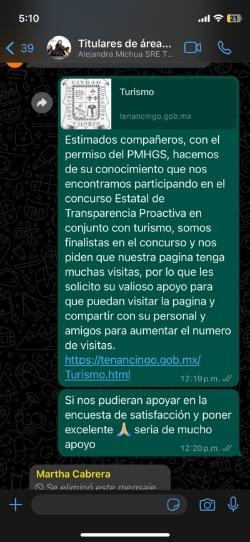 5:10
39
Titulares de área...
Alejandra Michua SRE T...
Turismo
tenancingo.gob.mx
Estimados compañeros, con el
permiso del PMHGS, hacemos
de su conocimiento que nos
encontramos participando en el
concurso Estatal de
Transparencia Proactiva en
conjunto con turismo, somos
finalistas en el concurso y nos
piden que nuestra pagina tenga
muchas visitas, por lo que les
solicito su valioso apoyo para
que puedan visitar la pagina y
compartir con su personal y
amigos para aumentar el numero
de visitas.
https://tenancingo.gob.mx/
Turismo.html
12:19 p.m.
Si nos pudieran apoyar en la
encuesta de satisfacción y poner
excelente 🙏🏼 seria de mucho
apoyo
12:20 p.m.
Martha Cabrera
Se eliminó este mensaje